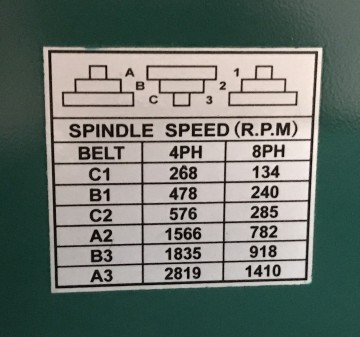 A 1
B 2
C 3
SPINDLE SPEED (R.P.M)
BELT 4PH 8PH
C1 268 134
B1 478 240
C2 576 285
A2 1566 782
B3 1835 918
A3 2819 1410